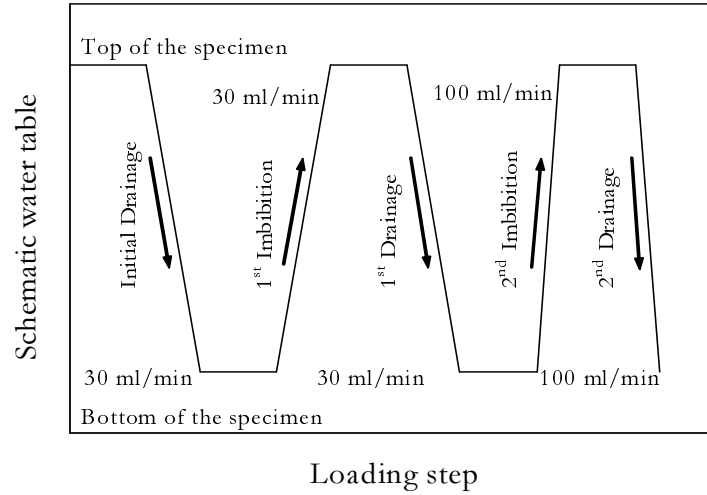 Top of the specimen
30 ml/min
100 ml/min
Schematic water table
Initial Drainage
1st Imbibition
1st Drainage
2nd Imbibition
2nd Drainage
30 ml/min
30 ml/min
100 ml/min
Bottom of the specimen
Loading step